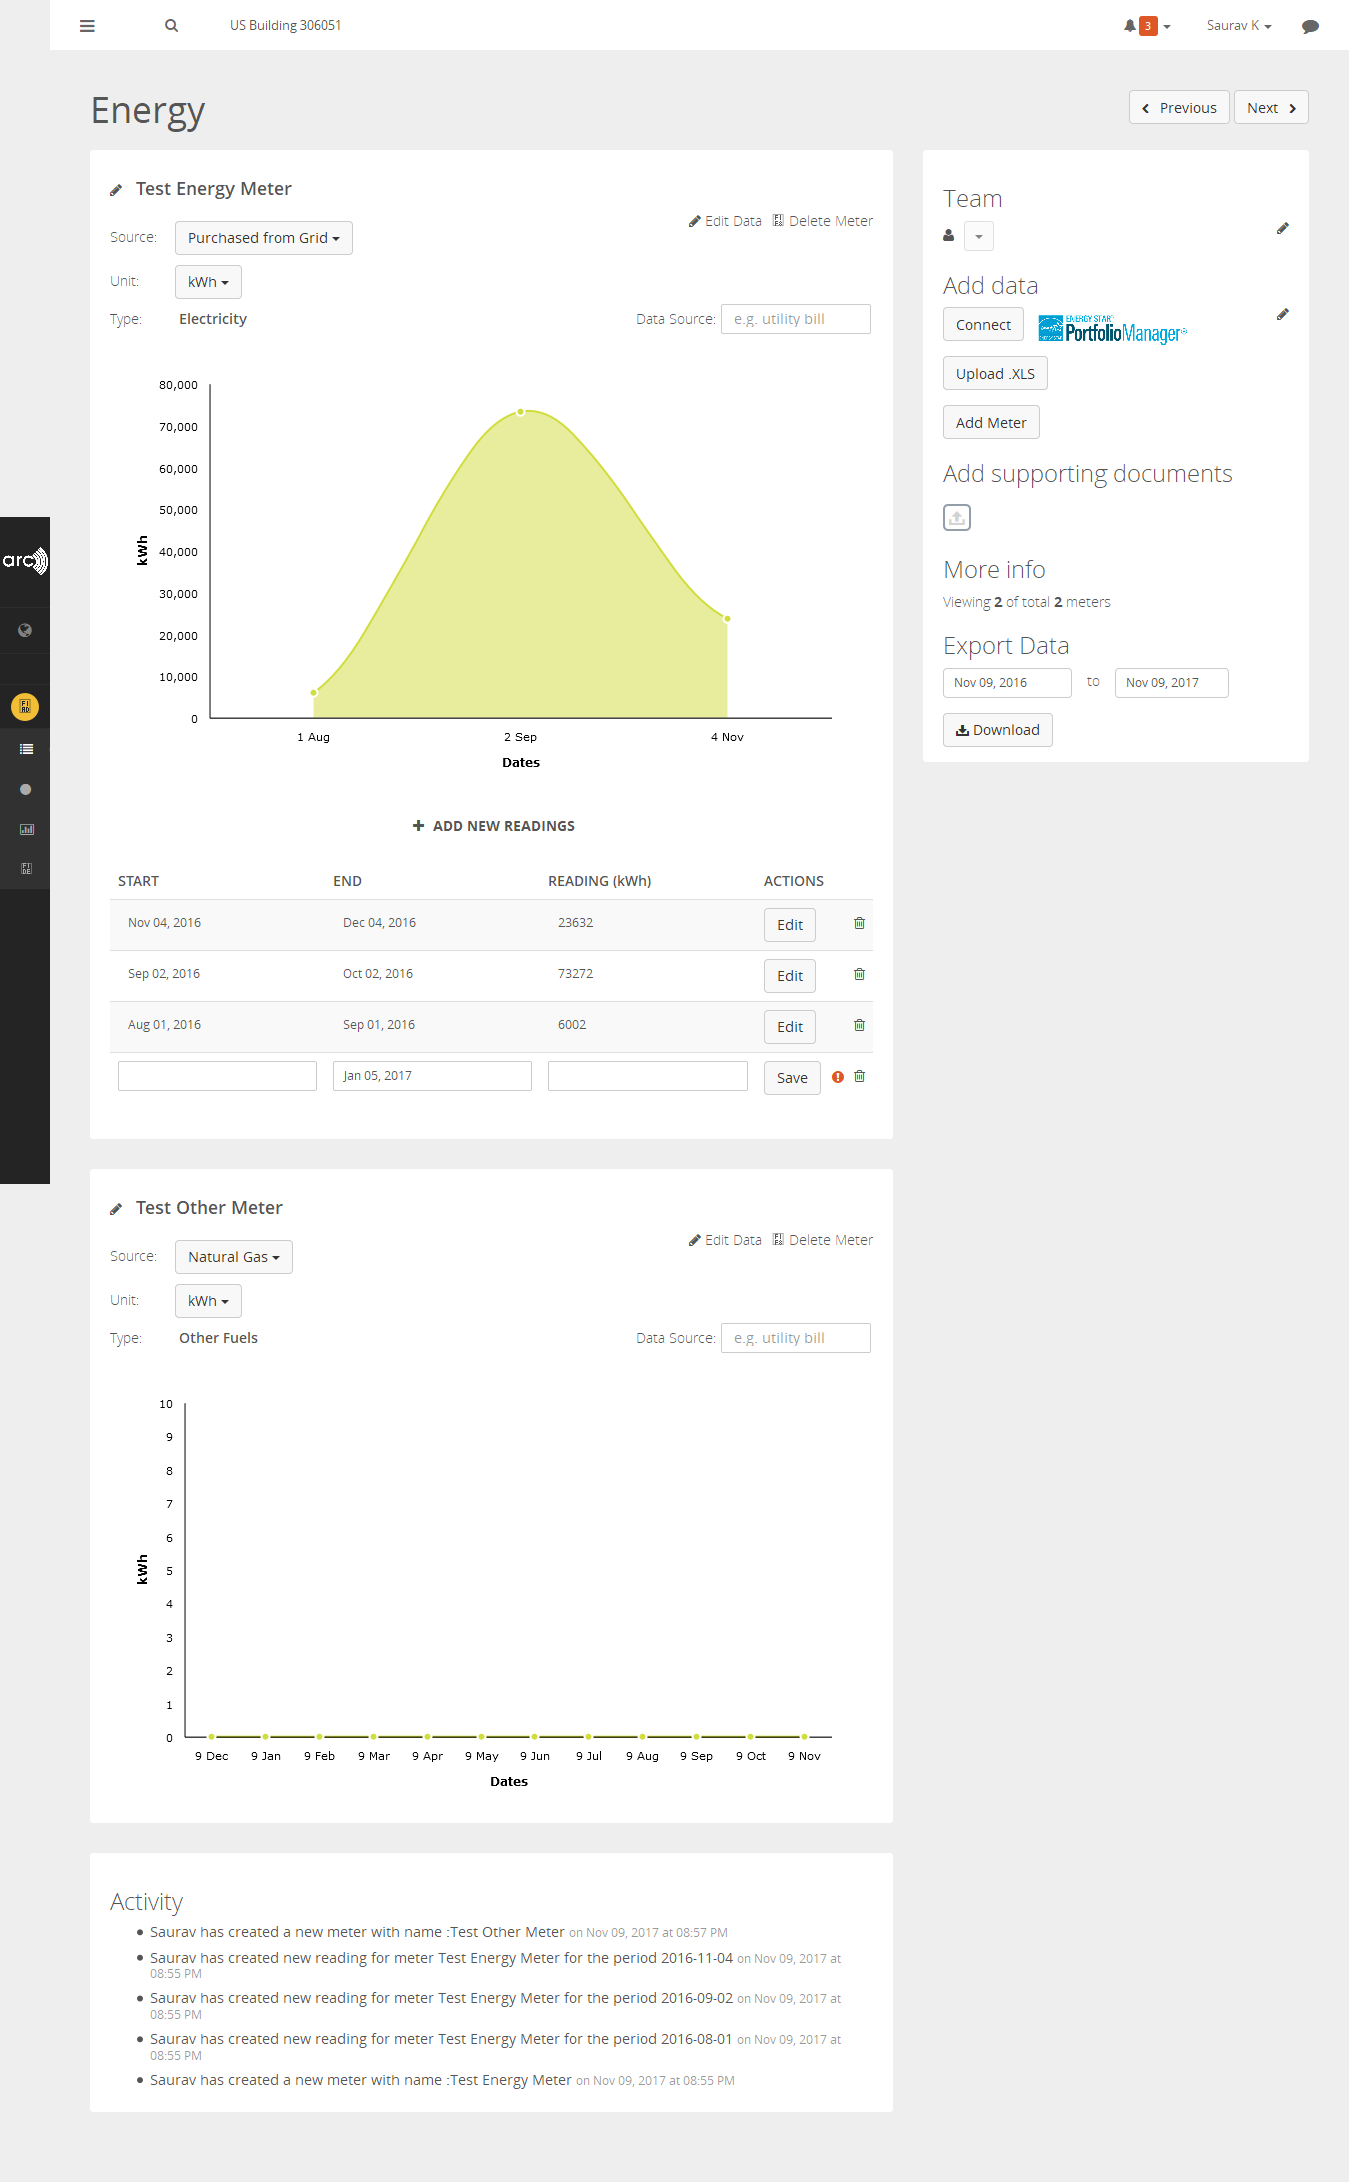 US Building 306051
3
Saurav K
Energy
Previous
Next
Test Energy Meter
Edit Data
Delete Meter
Source:
Purchased from Grid
Unit:
kWh
Type:
Electricity
Data Source:
e.g. utility bill
80,000
70,000
60,000
50,000
40,000
30,000
20,000
10,000
0
kWh
1 Aug
2 Sep
4 Nov
Dates
ADD NEW READINGS
START END READING (kWh) ACTIONS
Nov 04, 2016 Dec 04, 2016 23632 Edit
Sep 02, 2016 Oct 02, 2016 73272 Edit
Aug 01, 2016 Sep 01, 2016 6002 Edit
Jan 05, 2017 Save
Team
Add data
Connect
ENERGY STAR
PortfolioManager
Upload .XLS
Add Meter
Add supporting documents
More info
Viewing 2 of total 2 meters
Export Data
Nov 09, 2016 to Nov 09, 2017
Download
arc
Test Other Meter
Edit Data
Delete Meter
Source:
Natural Gas
Unit:
kWh
Type:
Other Fuels
Data Source:
e.g. utility bill
10
9
8
7
6
5
4
3
2
1
0
kWh
9 Dec
9 Jan
9 Feb
9 Mar
9 Apr
9 May
9 Jun
9 Jul
9 Aug
9 Sep
9 Oct
9 Nov
Dates
Activity
Saurav has created a new meter with name :Test Other Meter on Nov 09, 2017 at 08:57 PM
Saurav has created new reading for meter Test Energy Meter for the period 2016-11-04 on Nov 09, 2017 at
08:55 PM
Saurav has created new reading for meter Test Energy Meter for the period 2016-09-02 on Nov 09, 2017 at
08:55 PM
Saurav has created new reading for meter Test Energy Meter for the period 2016-08-01 on Nov 09, 2017 at
08:55 PM
Saurav has created a new meter with name :Test Energy Meter on Nov 09, 2017 at 08:55 PM